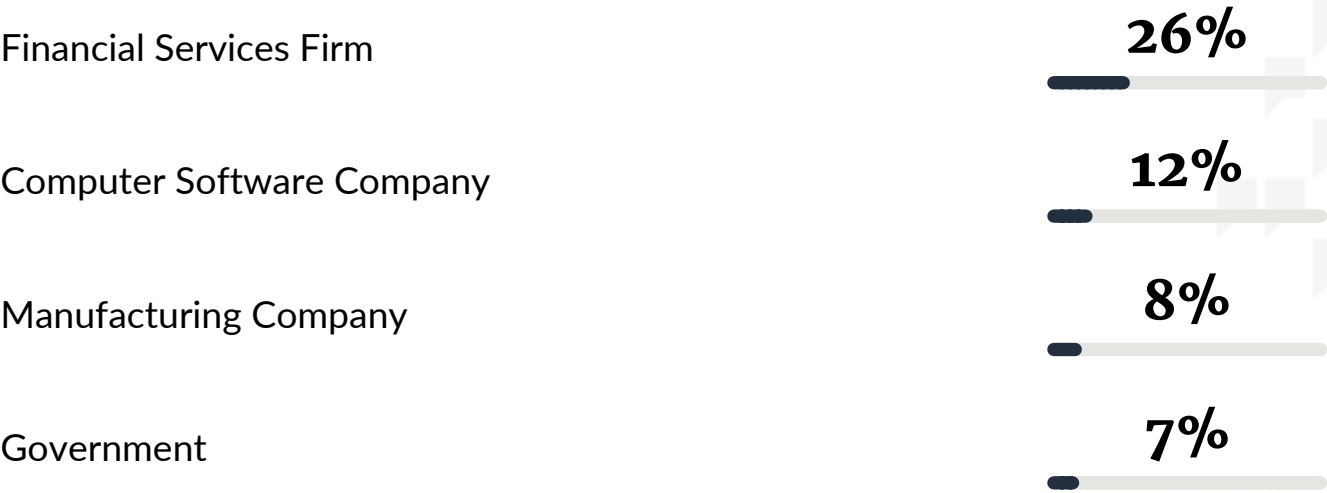 Financial Services Firm 26%
Computer Software Company 12%
Manufacturing Company 8%
Government 7%